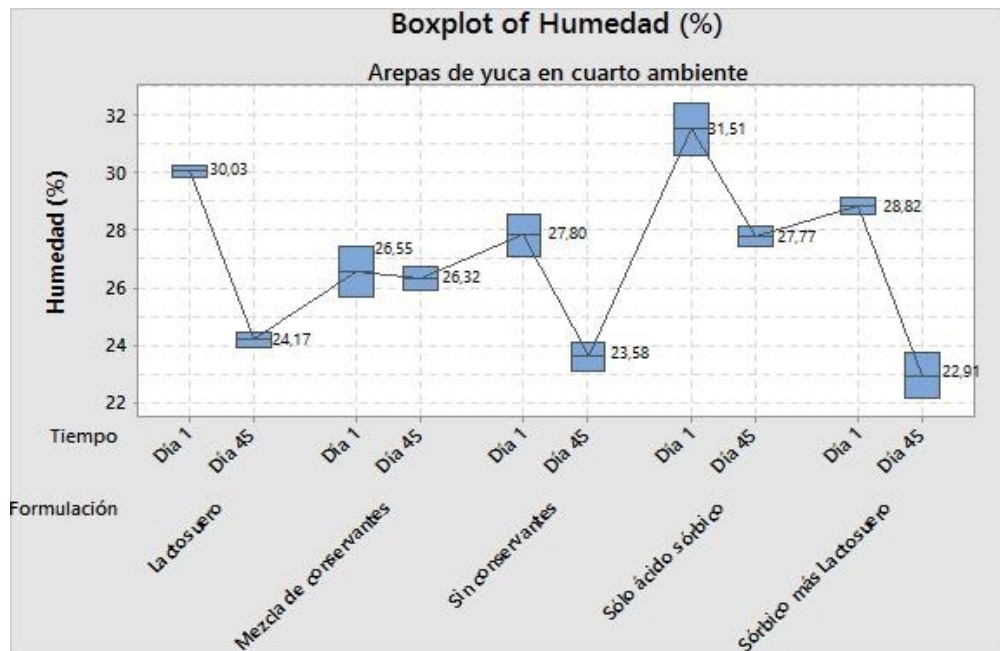 Boxplot of Humedad (%)
Arepas de yuca en cuarto ambiente
Humedad (%)
32
30
28
26
24
22
30,03
24,17
26,55
26,32
27,80
23,58
31,51
27,77
28,82
22,91
Tiempo
Día 1
Día 45
Día 1
Día 45
Día 1
Día 45
Día 1
Día 45
Día 1
Día 45
Formulación
Lactosuero
Mezcla de conservantes
Sin conservantes
Sólo ácido sórbico
Sórbico más Lactosuero